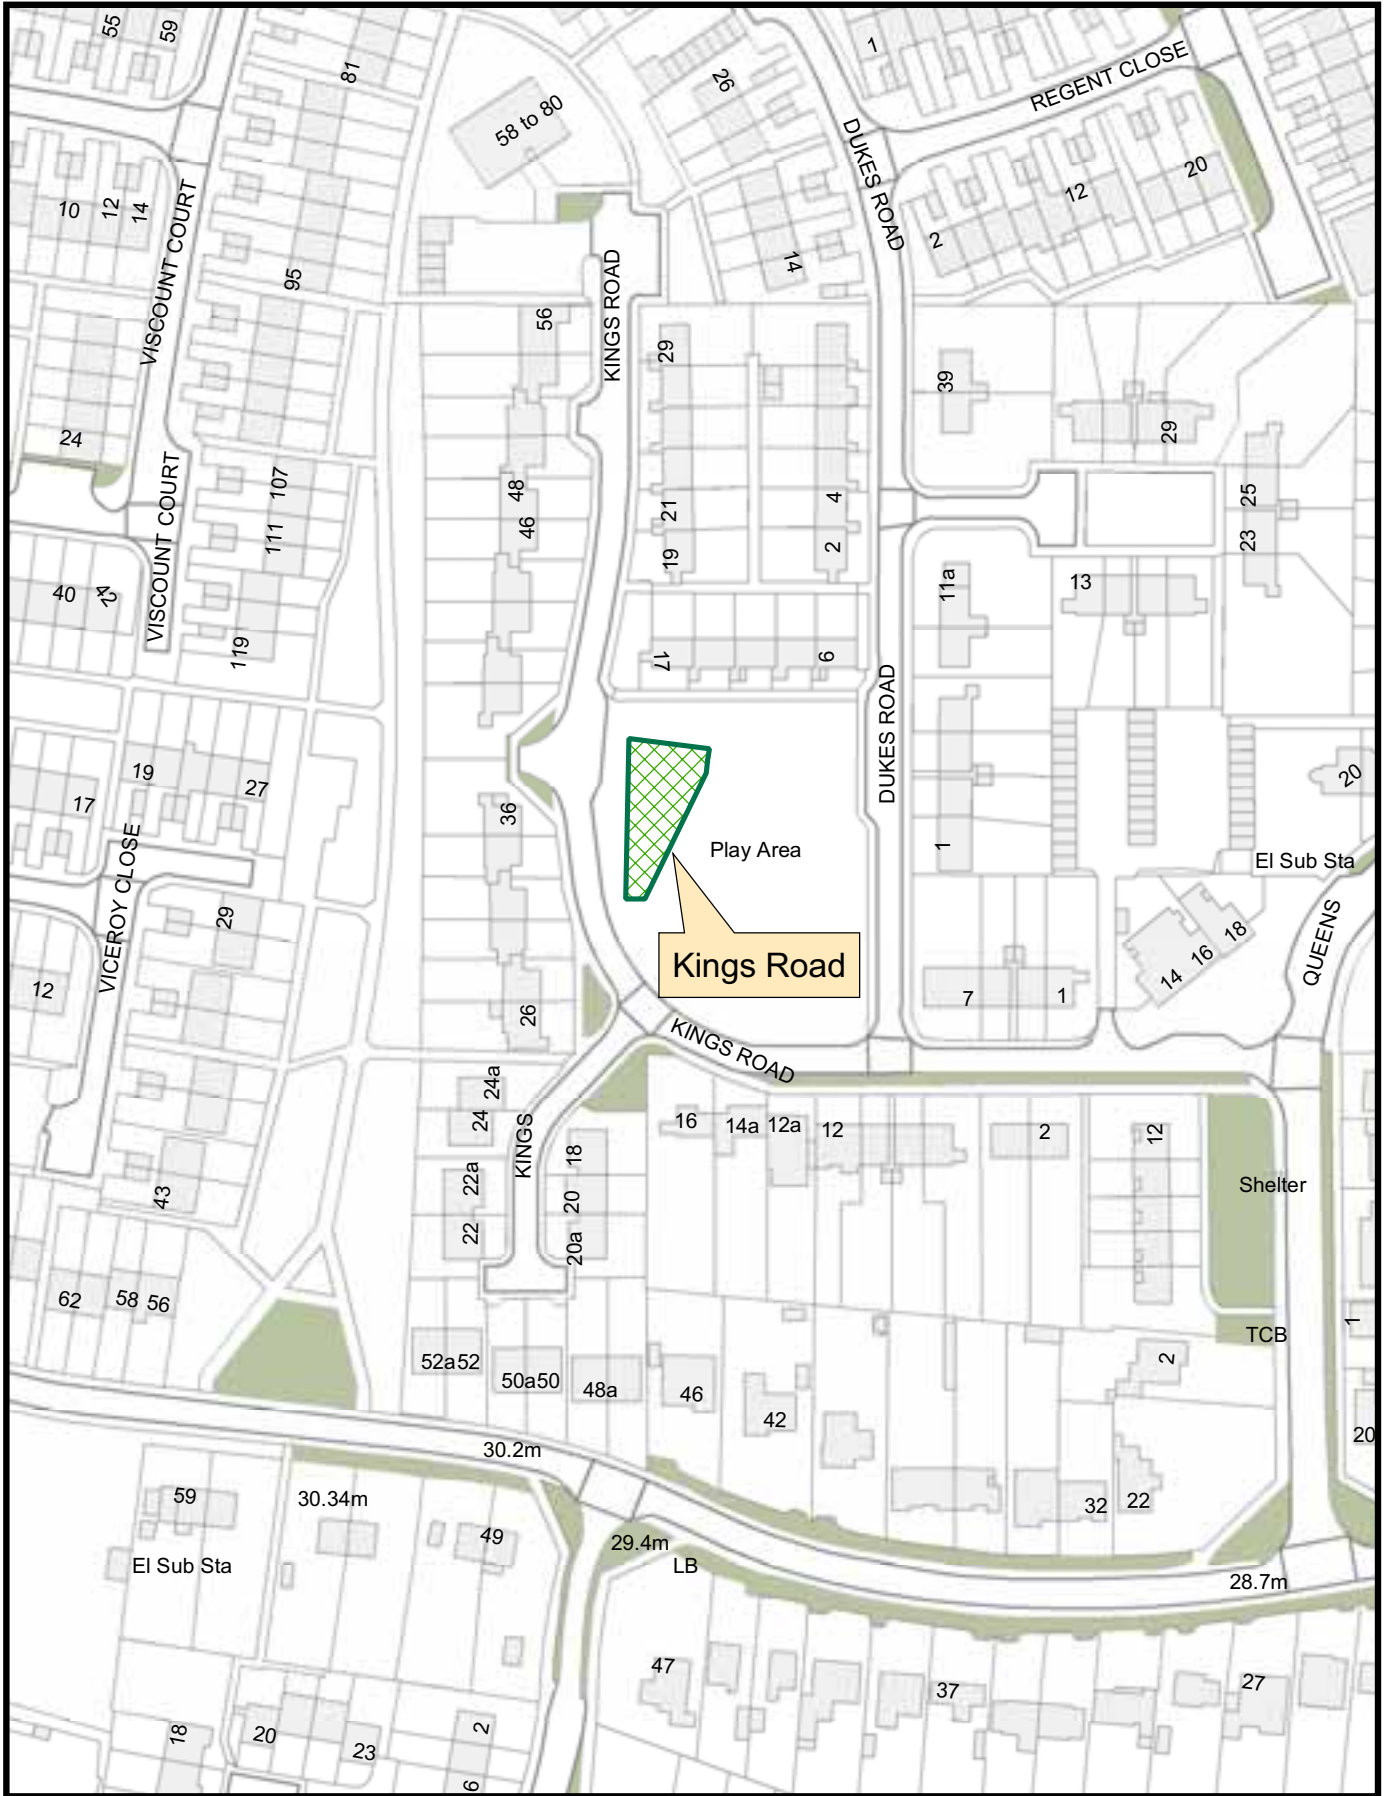 55
59
81
58 to 80
26
1
REGENT CLOSE
DUKES ROAD
10
12
14
VISCOUNT COURT
95
2
12
20
14
KINGS ROAD
56
29
39
29
24
107
111
48
46
21
19
4
2
25
23
VISCOUNT COURT
40
42
119
11a
13
17
9
DUKES ROAD
19
27
17
36
Play Area
1
20
El Sub Sta
VICEROY CLOSE
29
12
Kings Road
26
7
1
14
16
18
QUEENS
KINGS ROAD
24a
24
KINGS
16
14a
12a
12
2
12
22a
22
18
20
20a
Shelter
43
62
58
56
TCB
1
52a52
50a50
48a
46
42
2
20
30.2m
59
30.34m
49
32
22
El Sub Sta
29.4m
LB
28.7m
47
37
27
18
20
23
2
6